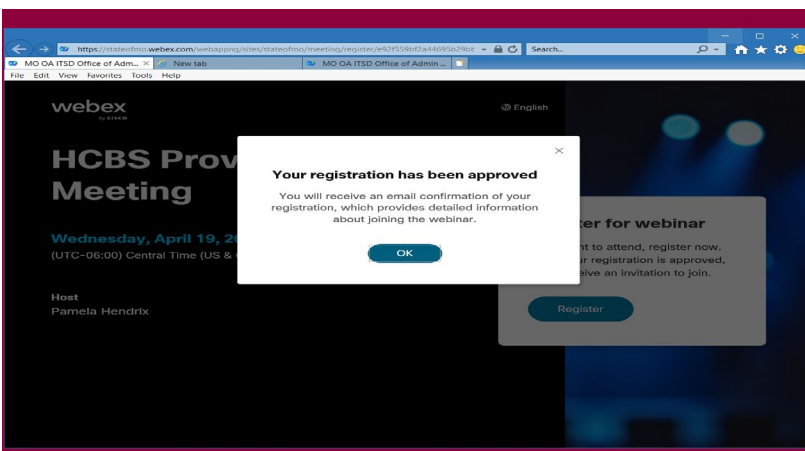 https://stateofmo.webex.com/webappng/sites/stateofmo/meeting/register/
Search...
MO OA ITSD Office of Adm...
New tab
MO OA ITSD Office of Admin ...
File Edit View Favorites Tools Help
webex
by CISCO
English
HCBS Prov
Meeting
Wednesday, April 19, 20
(UTC-06:00) Central Time (US &
Host
Pamela Hendrix
Your registration has been approved
You will receive an email confirmation of your
registration, which provides detailed information
about joining the webinar.
OK
ter for webinar
nt to attend, register now.
ur registration is approved,
eive an invitation to join.
Register